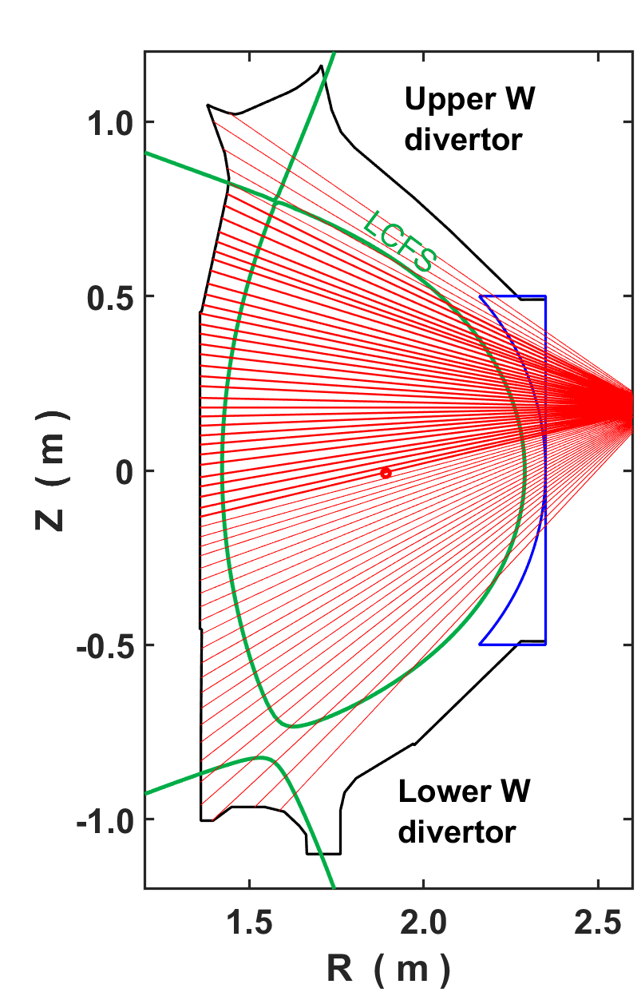 Upper W
divertor
LCFS
1.0
0.5
0
-0.5
-1.0
Z ( m )
Lower W
divertor
1.5 2.0 2.5
R ( m )